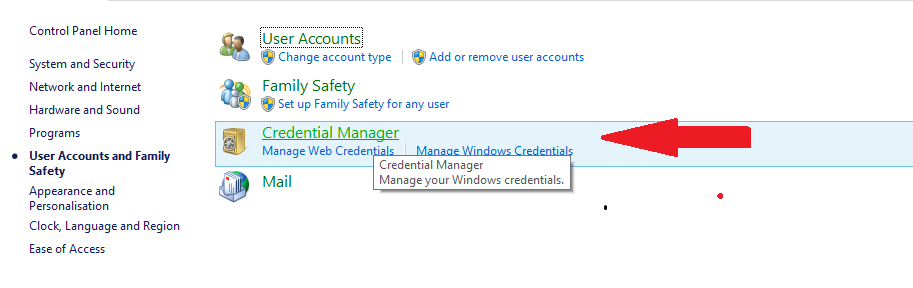 Control Panel Home
System and Security
Network and Internet
Hardware and Sound
Programs
User Accounts and Family
Safety
Appearance and
Personalisation
Clock, Language and Region
Ease of Access
User Accounts
Change account type
Add or remove user accounts
Family Safety
Set up Family Safety for any user
Credential Manager
Manage Web Credentials
Manage Windows Credentials
Credential Manager
Manage your Windows credentials.
Mail